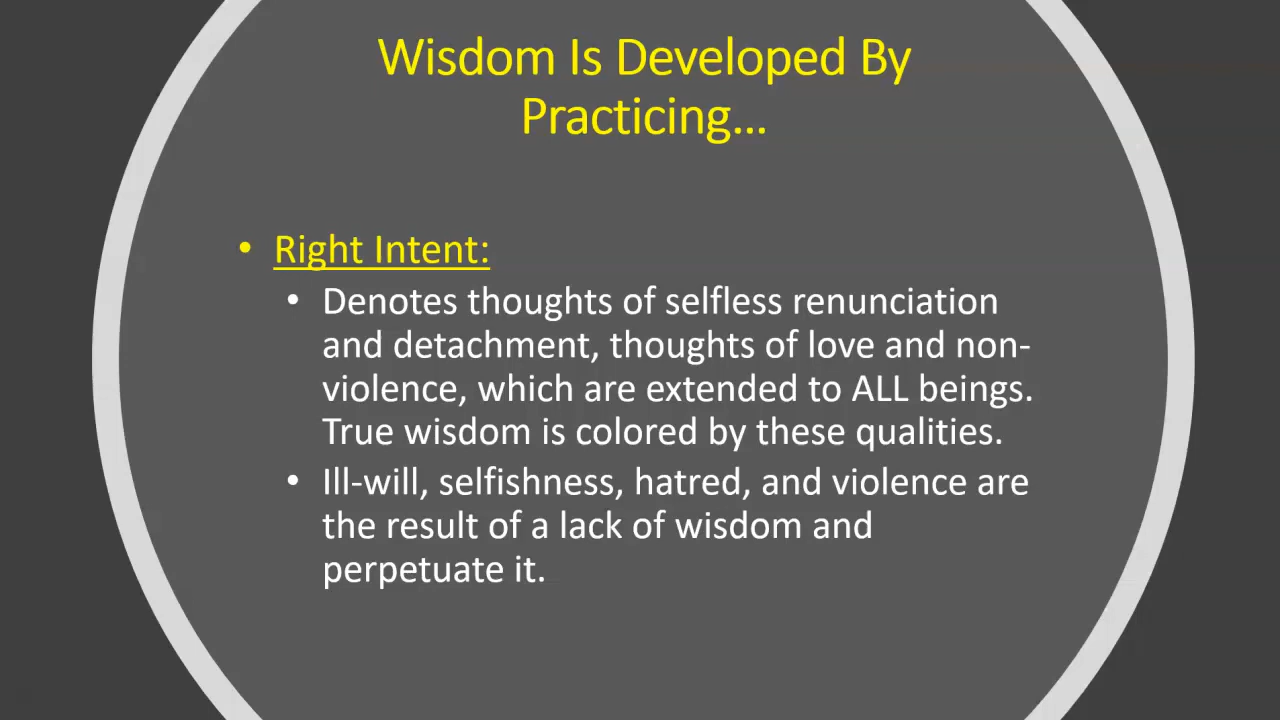 Wisdom Is Developed By
Practicing...
• Right Intent:
• Denotes thoughts of selfless renunciation
and detachment, thoughts of love and non-
violence, which are extended to ALL beings.
True wisdom is colored by these qualities.
• Ill-will, selfishness, hatred, and violence are
the result of a lack of wisdom and
perpetuate it.